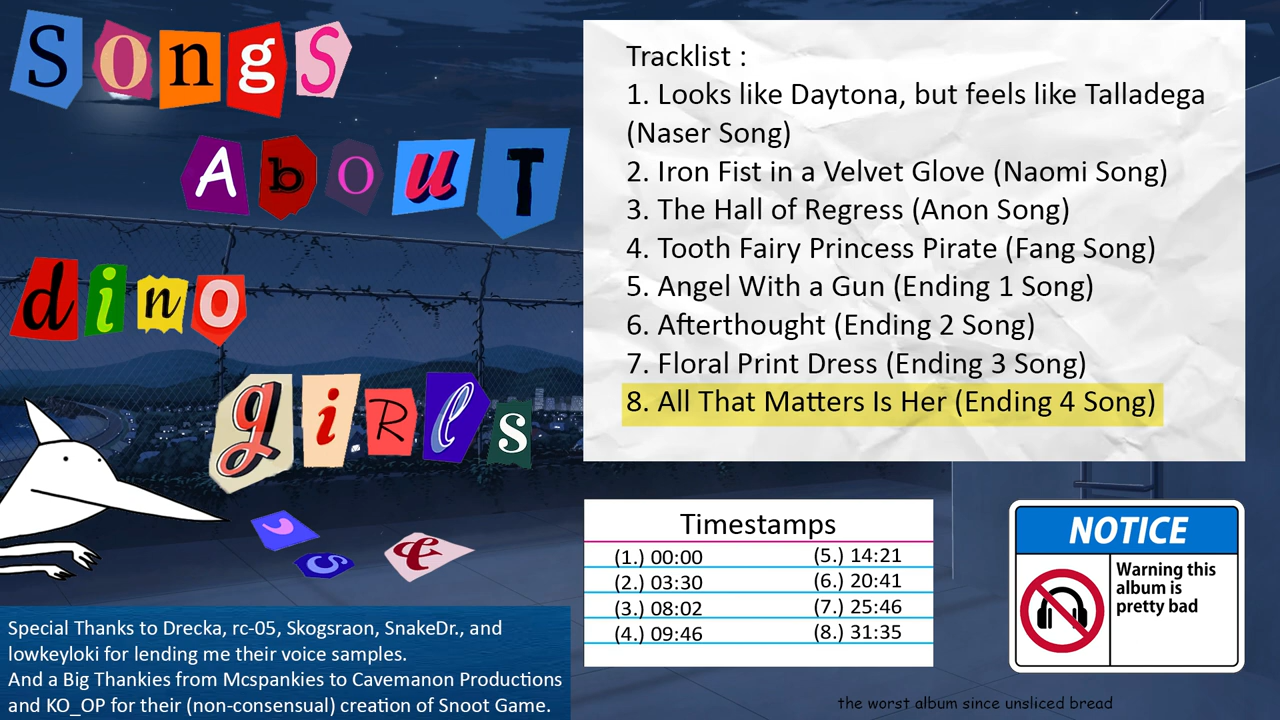 Songs
About
dino
girls
J
S
&
Tracklist :
1. Looks like Daytona, but feels like Talladega
(Naser Song)
2. Iron Fist in a Velvet Glove (Naomi Song)
3. The Hall of Regress (Anon Song)
4. Tooth Fairy Princess Pirate (Fang Song)
5. Angel With a Gun (Ending 1 Song)
6. Afterthought (Ending 2 Song)
7. Floral Print Dress (Ending 3 Song)
8. All That Matters Is Her (Ending 4 Song)
Timestamps
(1.) 00:00 (5.) 14:21
(2.) 03:30 (6.) 20:41
(3.) 08:02 (7.) 25:46
(4.) 09:46 (8.) 31:35
NOTICE
Warning this
album is
pretty bad
Special Thanks to Drecka, rc-05, Skogsraon, SnakeDr., and
lowkeyloki for lending me their voice samples.
And a Big Thankies from Mcspankies to Cavemanon Productions
and KO_OP for their (non-consensual) creation of Snoot Game.
the worst album since unsliced bread